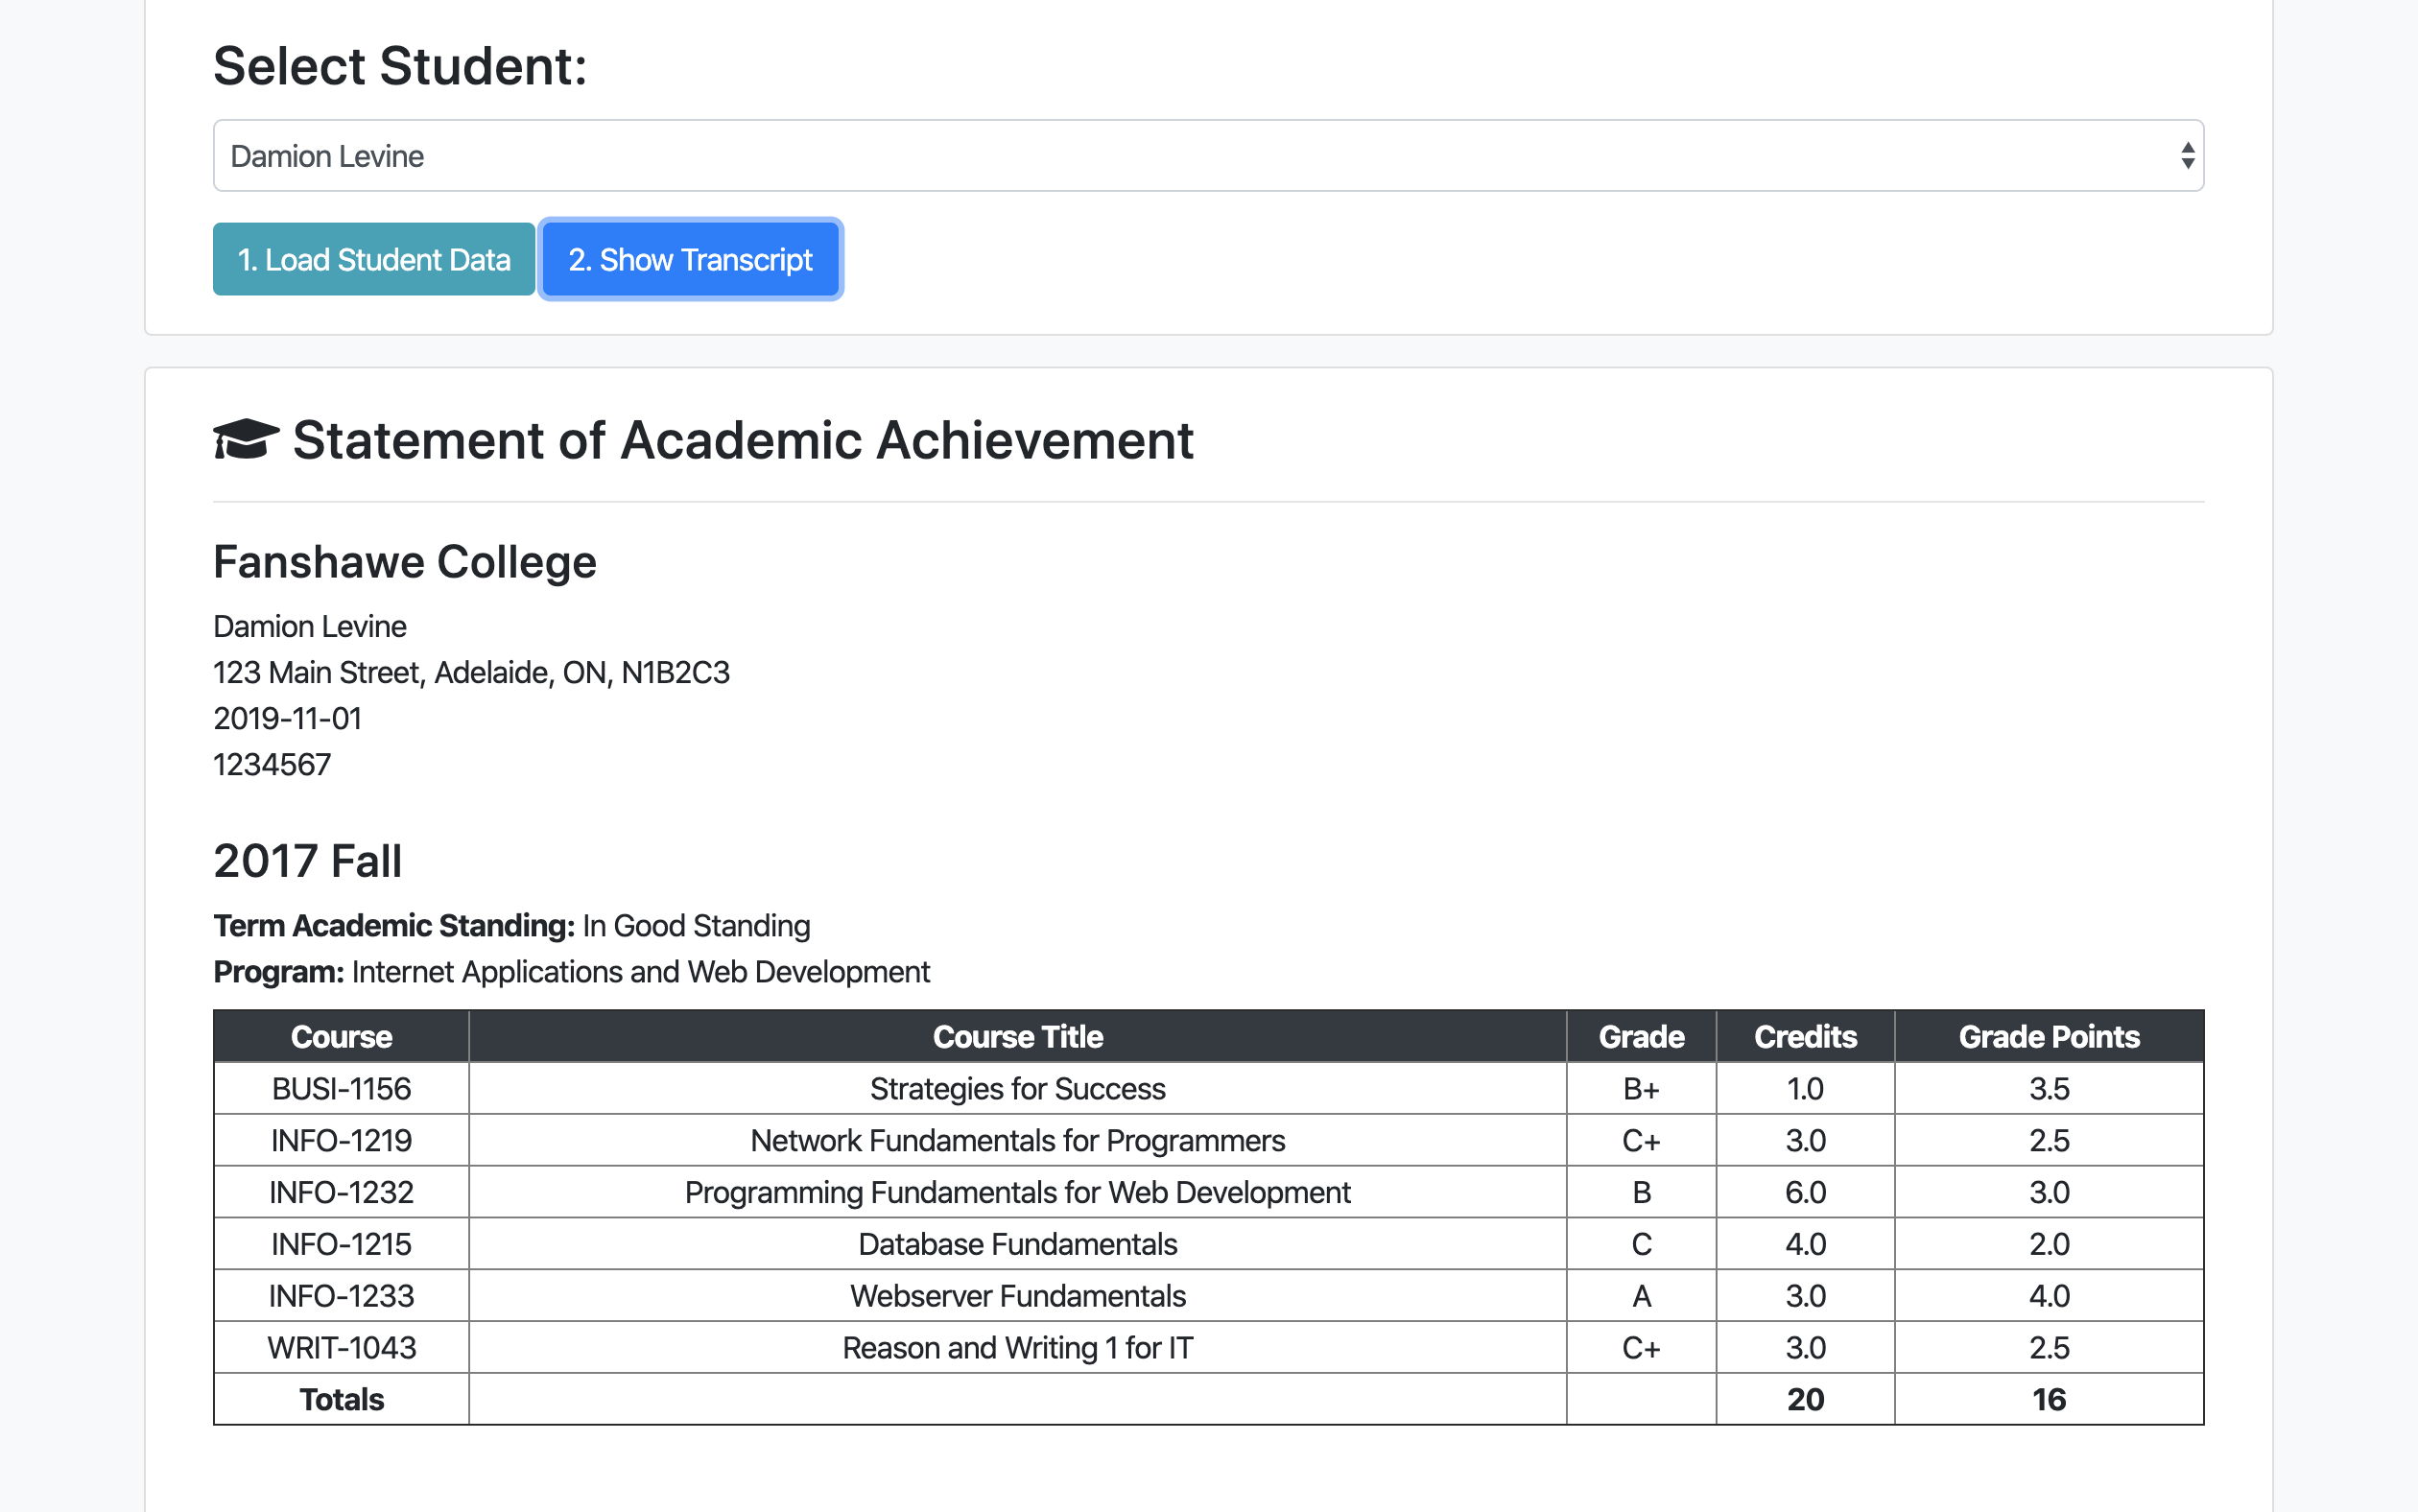 Select Student:
Damion Levine
1. Load Student Data 2. Show Transcript
Statement of Academic Achievement
Fanshawe College
Damion Levine
123 Main Street, Adelaide, ON, N1B2C3
2019-11-01
1234567
2017 Fall
Term Academic Standing: In Good Standing
Program: Internet Applications and Web Development
Course Course Title Grade Credits Grade Points
BUSI-1156 Strategies for Success B+ 1.0 3.5
INFO-1219 Network Fundamentals for Programmers C+ 3.0 2.5
INFO-1232 Programming Fundamentals for Web Development B 6.0 3.0
INFO-1215 Database Fundamentals C 4.0 2.0
INFO-1233 Webserver Fundamentals A 3.0 4.0
WRIT-1043 Reason and Writing 1 for IT C+ 3.0 2.5
Totals 20 16